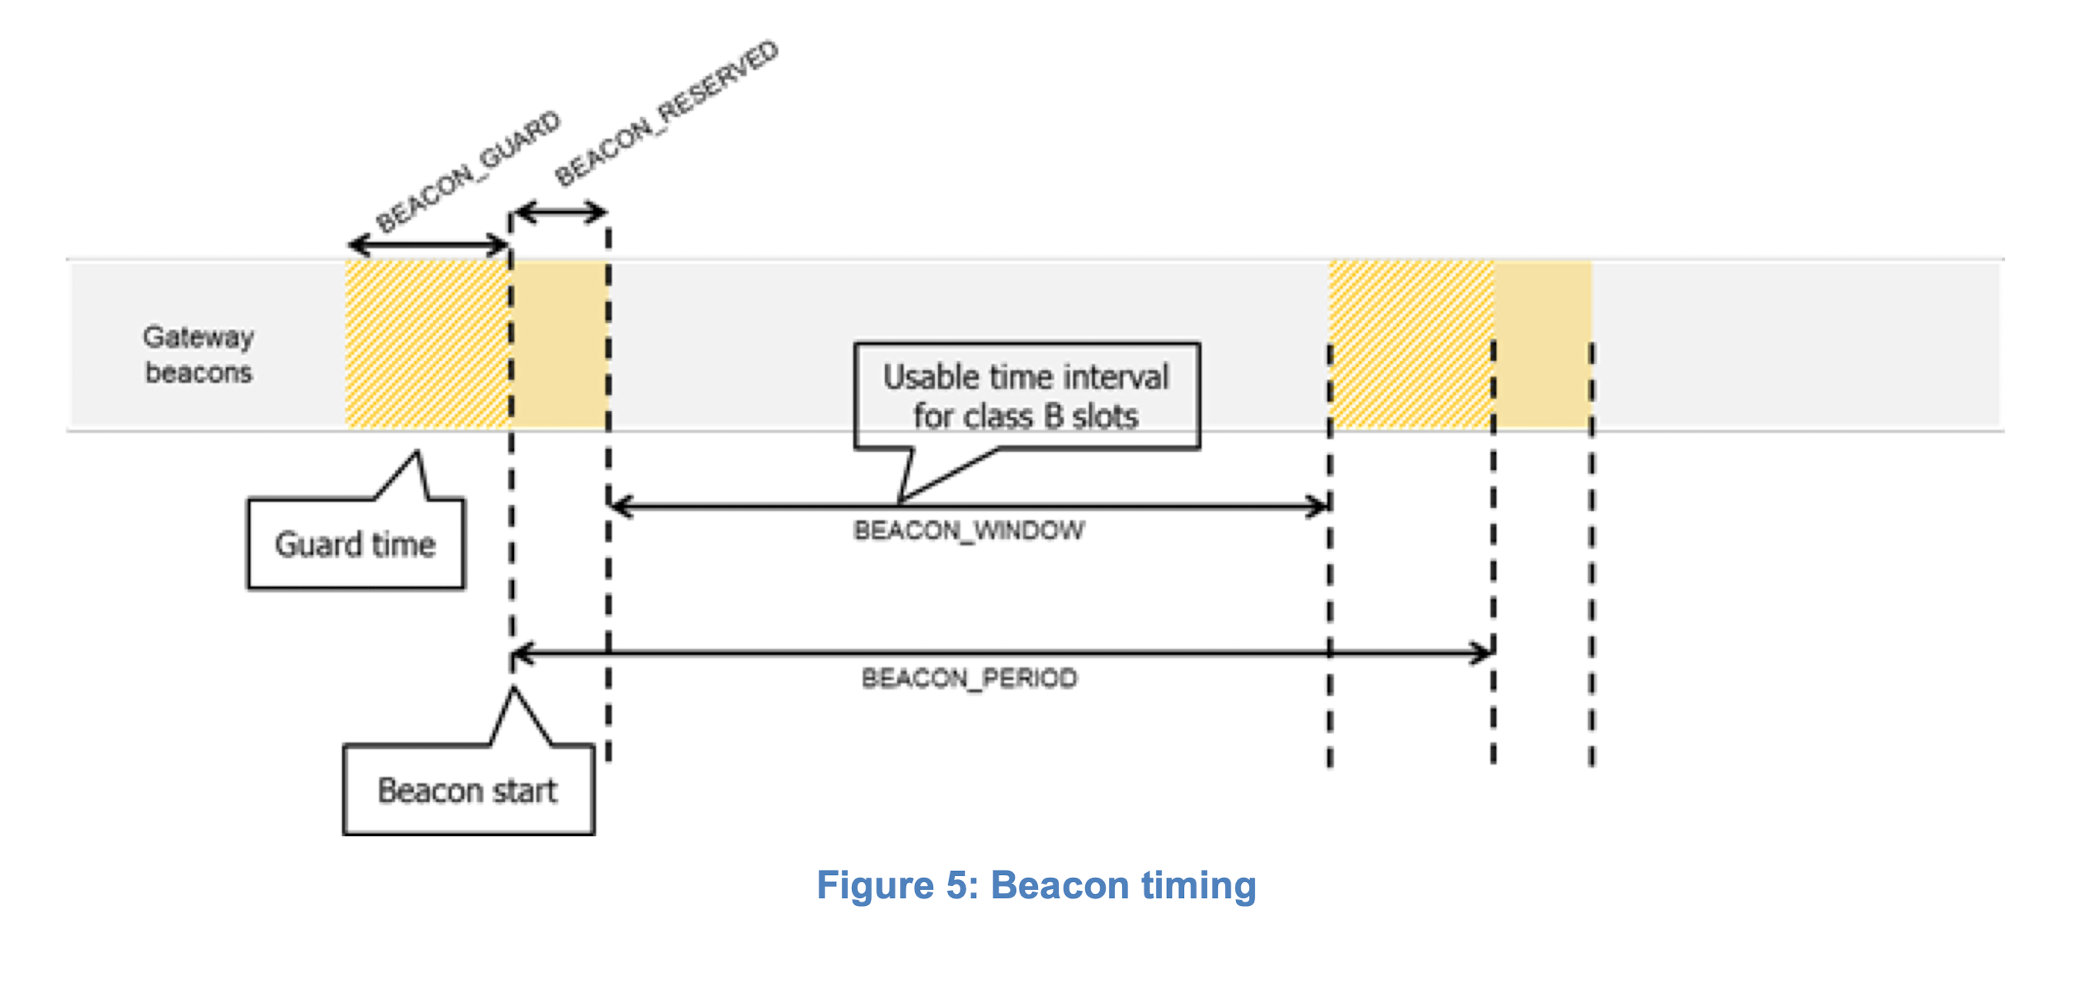 BEACON_GUARD
BEACON_RESERVED
Gateway
beacons
Usable time interval
for class B slots
BEACON_WINDOW
Guard time
BEACON_PERIOD
Beacon start
Figure 5: Beacon timing